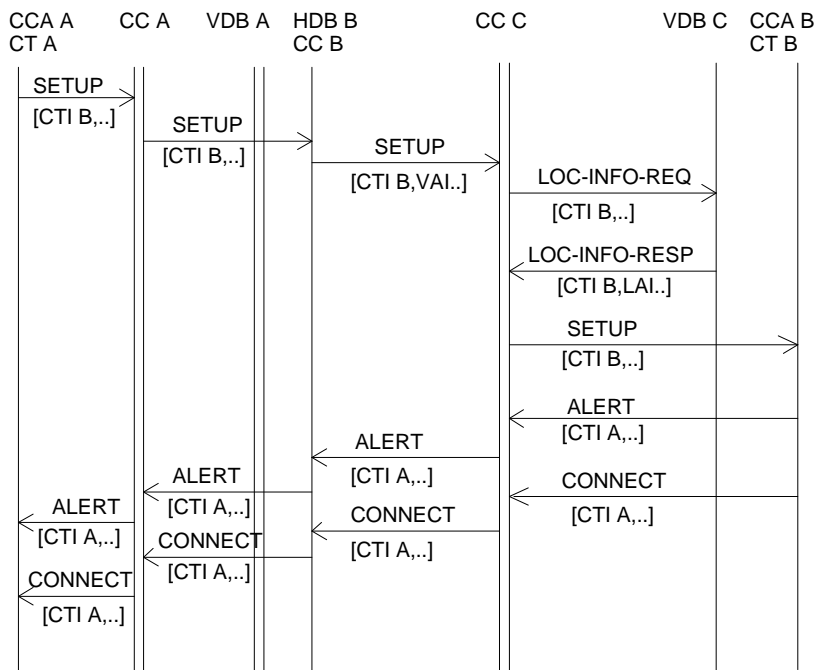 CCA A CC A VDB A HDB B CC C VDB C CCA B
CT A CC B CT B
SETUP
[CTI B,..]
SETUP
[CTI B,..]
SETUP
[CTI B,VAI..]
LOC-INFO-REQ
[CTI B,..]
LOC-INFO-RESP
[CTI B,LAI..]
SETUP
[CTI B,..]
ALERT
[CTI A,..]
ALERT
[CTI A,..]
ALERT
[CTI A,..]
ALERT
[CTI A,..]
CONNECT
[CTI A,..]
CONNECT
[CTI A,..]
CONNECT
[CTI A,..]
CONNECT
[CTI A,..]